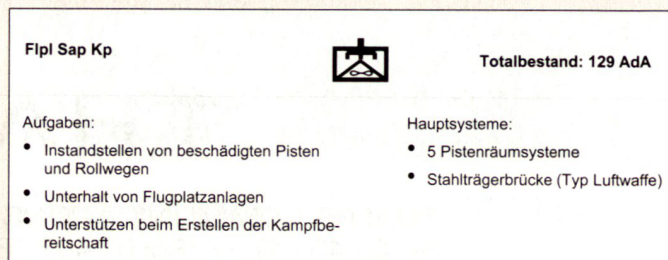 Flpl Sap Kp
Totalbestand: 129 AdA
Aufgaben:
• Instandstellen von beschädigten Pisten
und Rollwegen
• Unterhalt von Flugplatzanlagen
• Unterstützen beim Erstellen der Kampfbe-
reitschaft
Hauptsysteme:
• 5 Pistenräumsysteme
• Stahlträgerbrücke (Typ Luftwaffe)